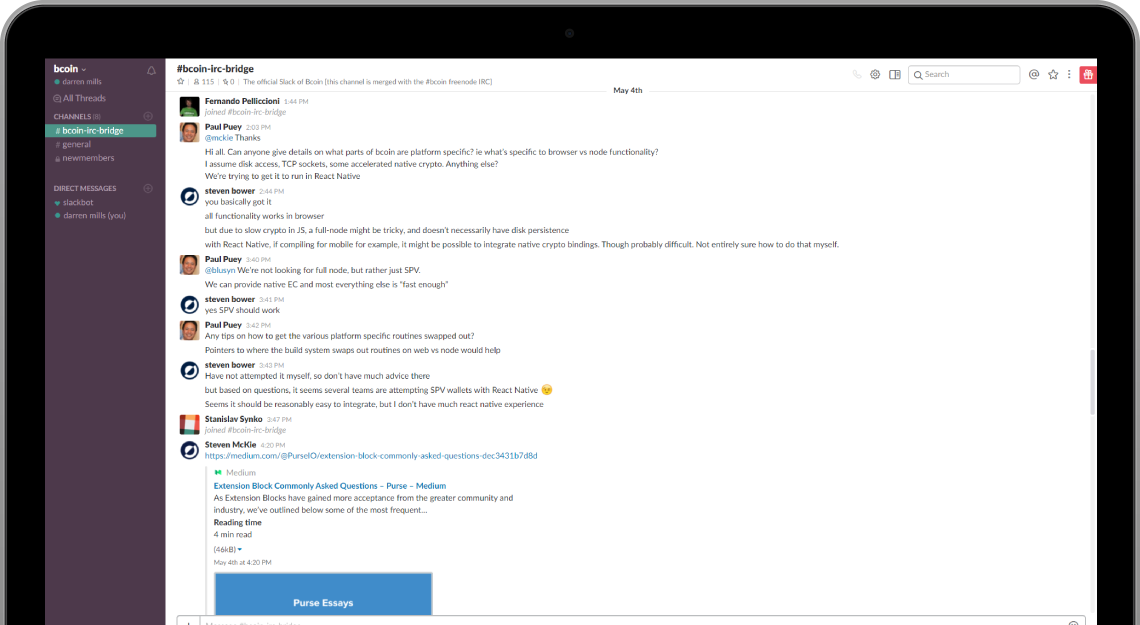 bcoin
darren mills
All Threads
CHANNELS (8)
# bcoin-irc-bridge
# general
newmembers
DIRECT MESSAGES
slackbot
darren mills (you)
#bcoin-irc-bridge
115 | 0 | The official Slack of Bcoin [this channel is merged with the #bcoin freenode IRC]
Search
May 4th
Fernando Pelliccioni 1:44 PM
joined #bcoin-irc-bridge
Paul Puey 2:03 PM
@mckie Thanks
Hi all. Can anyone give details on what parts of bcoin are platform specific? ie what's specific to browser vs node functionality?
I assume disk access, TCP sockets, some accelerated native crypto. Anything else?
We're trying to get it to run in React Native
steven bower 2:44 PM
you basically got it
all functionality works in browser
but due to slow crypto in JS, a full-node might be tricky, and doesn't necessarily have disk persistence
with React Native, if compiling for mobile for example, it might be possible to integrate native crypto bindings. Though probably difficult. Not entirely sure how to do that myself.
Paul Puey 3:40 PM
@blusyn We're not looking for full node, but rather just SPV.
We can provide native EC and most everything else is "fast enough"
steven bower 3:41 PM
yes SPV should work
Paul Puey 3:42 PM
Any tips on how to get the various platform specific routines swapped out?
Pointers to where the build system swaps out routines on web vs node would help
steven bower 3:43 PM
Have not attempted it myself, so don't have much advice there
but based on questions, it seems several teams are attempting SPV wallets with React Native
Seems it should be reasonably easy to integrate, but I don't have much react native experience
Stanislav Synko 3:47 PM
joined #bcoin-irc-bridge
Steven McKie 4:20 PM
https://medium.com/@PurseIO/extension-block-commonly-asked-questions-dec3431b7d8d
Medium
Extension Block Commonly Asked Questions – Purse – Medium
As Extension Blocks have gained more acceptance from the greater community and
industry, we've outlined below some of the most frequent...
Reading time
4 min read
(46kB)
May 4th at 4:20 PM
Purse Essays